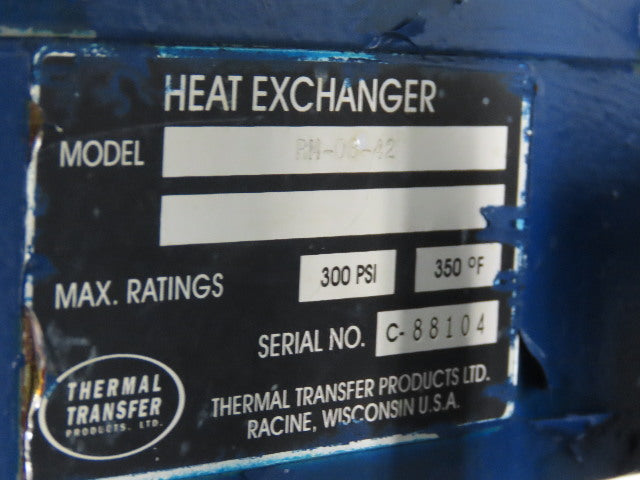 HEAT EXCHANGER
MODEL
MAX. RATINGS 300 PSI 350 °F
SERIAL NO. C-88104
THERMAL TRANSFER PRODUCTS, LTD.
THERMAL TRANSFER PRODUCTS LTD.
RACINE, WISCONSIN U.S.A.